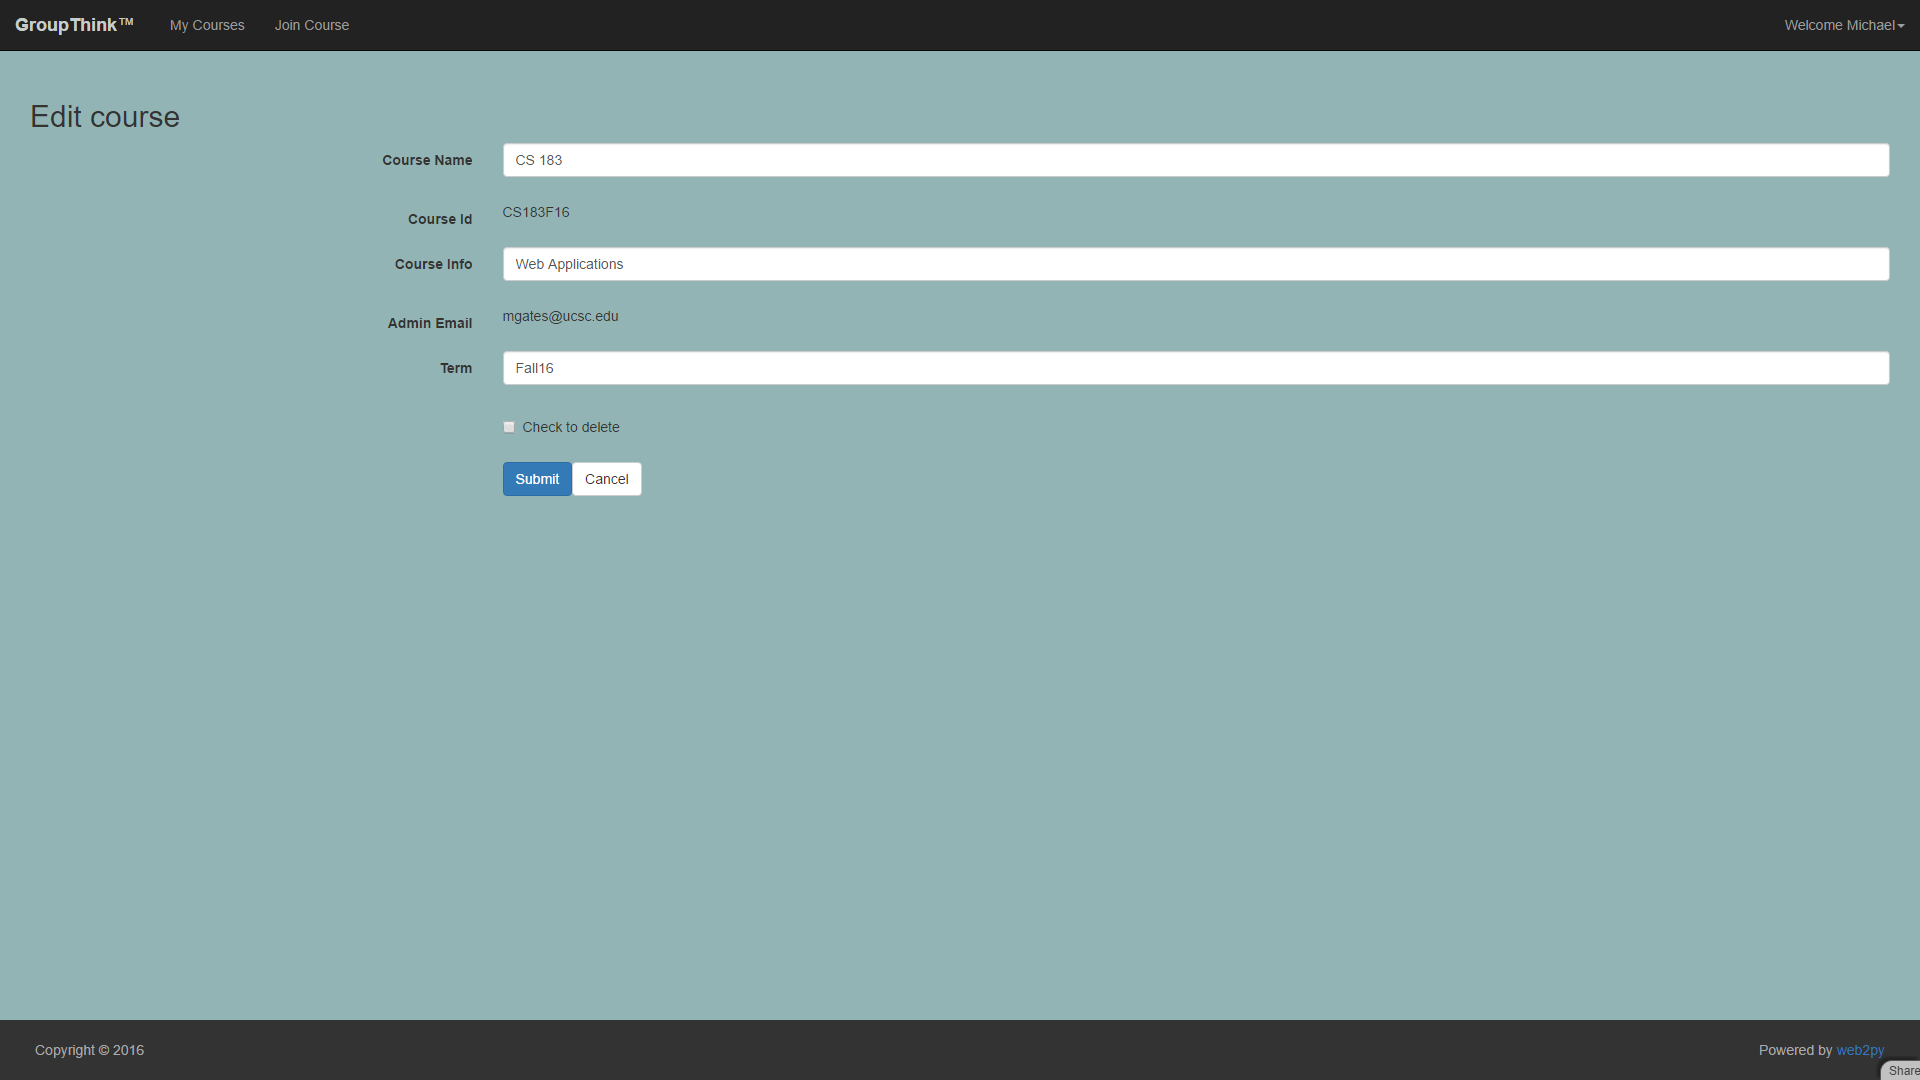 GroupThink™ My Courses Join Course Welcome Michael
Edit course
Course Name CS 183
Course Id CS183F16
Course Info Web Applications
Admin Email mgates@ucsc.edu
Term Fall16
Check to delete
Submit Cancel
Copyright © 2016 Powered by web2py
Share